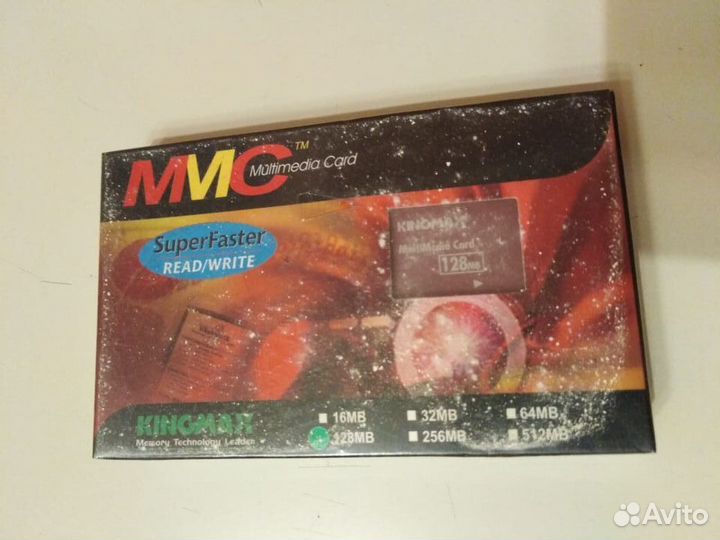 MMC™
Multimedia Card
SuperFaster
READ/WRITE
KINGMAX
MultiMedia Card
128MB
KINGMAX
Memory Technology Leader
16MB 32MB 64MB
128MB 256MB 512MB
Avito